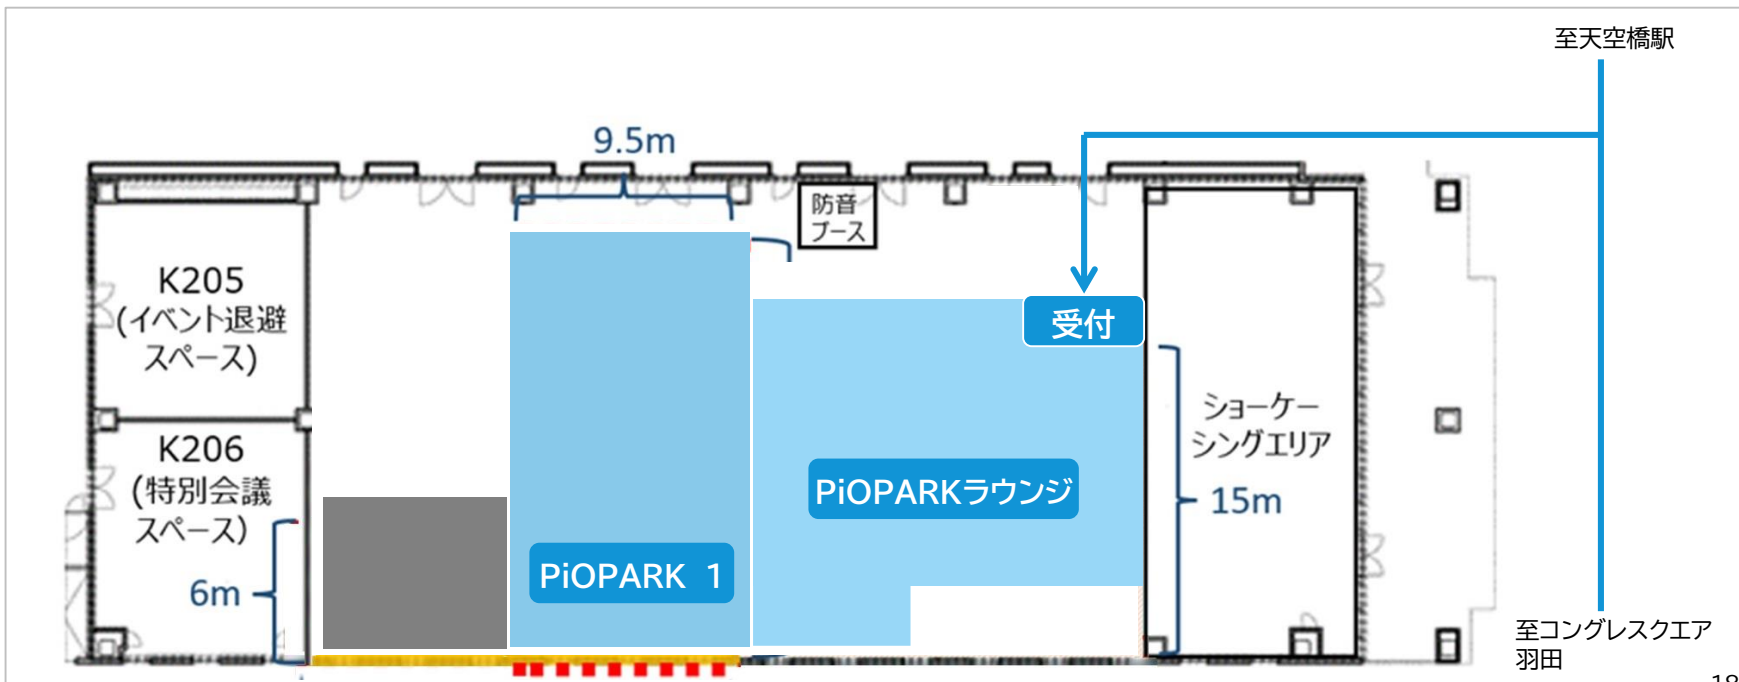 至天空橋駅
9.5m
防音
ブース
K205
(イベント退避
スペース)
受付
K206
(特別会議
スペース)
ショーケー
シングエリア
PiOPARKラウンジ
15m
PiOPARK 1
6m
至コングレスクエア
羽田
18